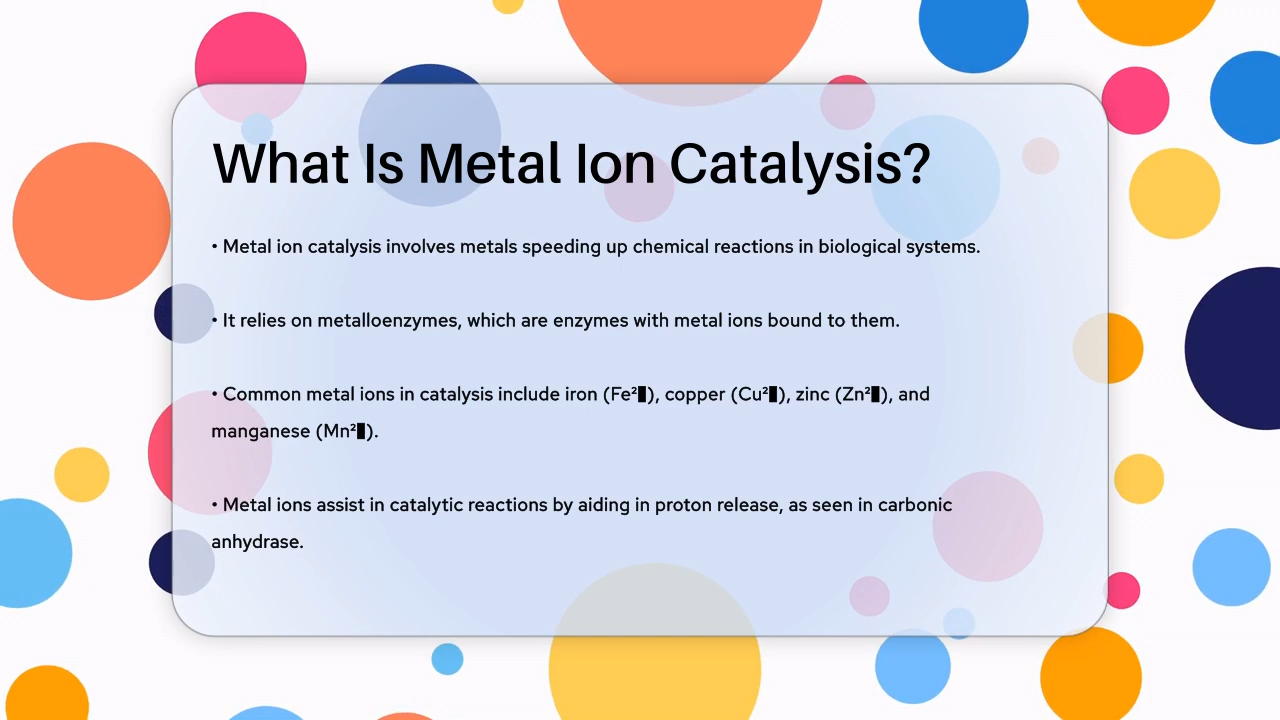 What Is Metal Ion Catalysis?
• Metal ion catalysis involves metals speeding up chemical reactions in biological systems.
• It relies on metalloenzymes, which are enzymes with metal ions bound to them.
• Common metal ions in catalysis include iron (Fe²▮), copper (Cu²▮), zinc (Zn²▮), and
manganese (Mn²▮).
• Metal ions assist in catalytic reactions by aiding in proton release, as seen in carbonic
anhydrase.